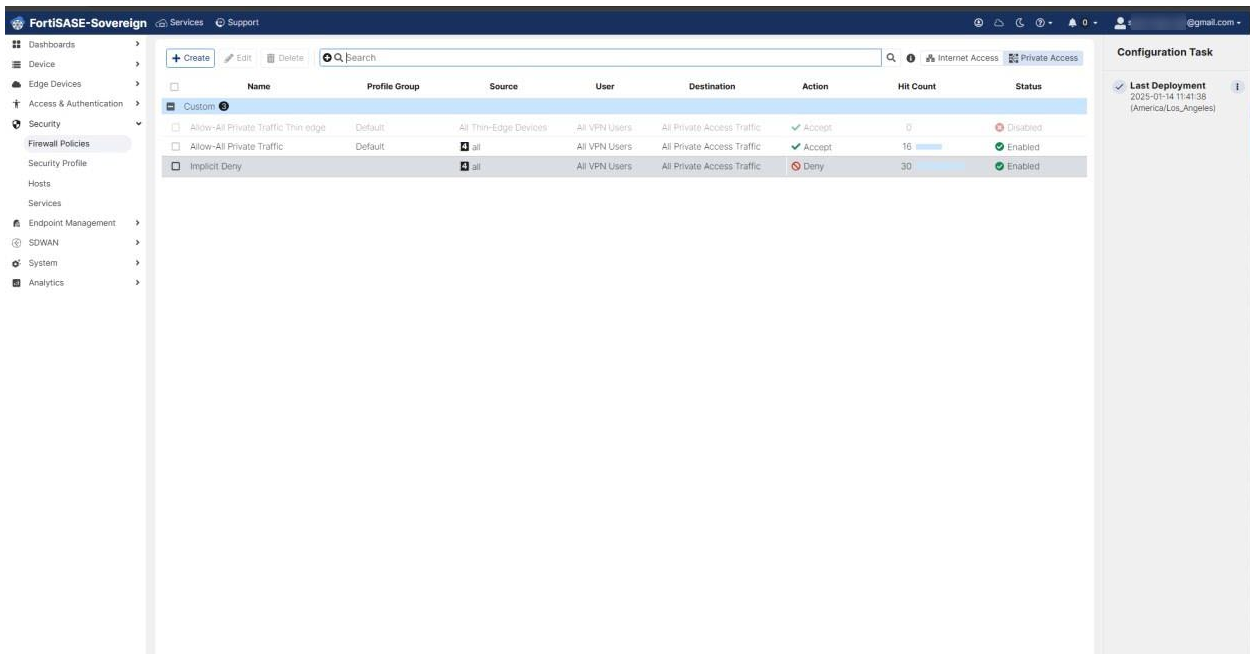 FortiSASE-Sovereign Services Support 0 @gmail.com
Dashboards
Device
Edge Devices
Access & Authentication
Security
Firewall Policies
Security Profile
Hosts
Services
Endpoint Management
SDWAN
System
Analytics
Create Edit Delete Search Internet Access Private Access
Name Profile Group Source User Destination Action Hit Count Status
Custom 3
Allow-All Private Traffic Thin edge Default All Thin-Edge Devices All VPN Users All Private Access Traffic Accept 0 Disabled
Allow-All Private Traffic Default 4 all All VPN Users All Private Access Traffic Accept 16 Enabled
Implicit Deny 4 all All VPN Users All Private Access Traffic Deny 30 Enabled
Configuration Task
Last Deployment
2025-01-14 11:41:38
(America/Los_Angeles)